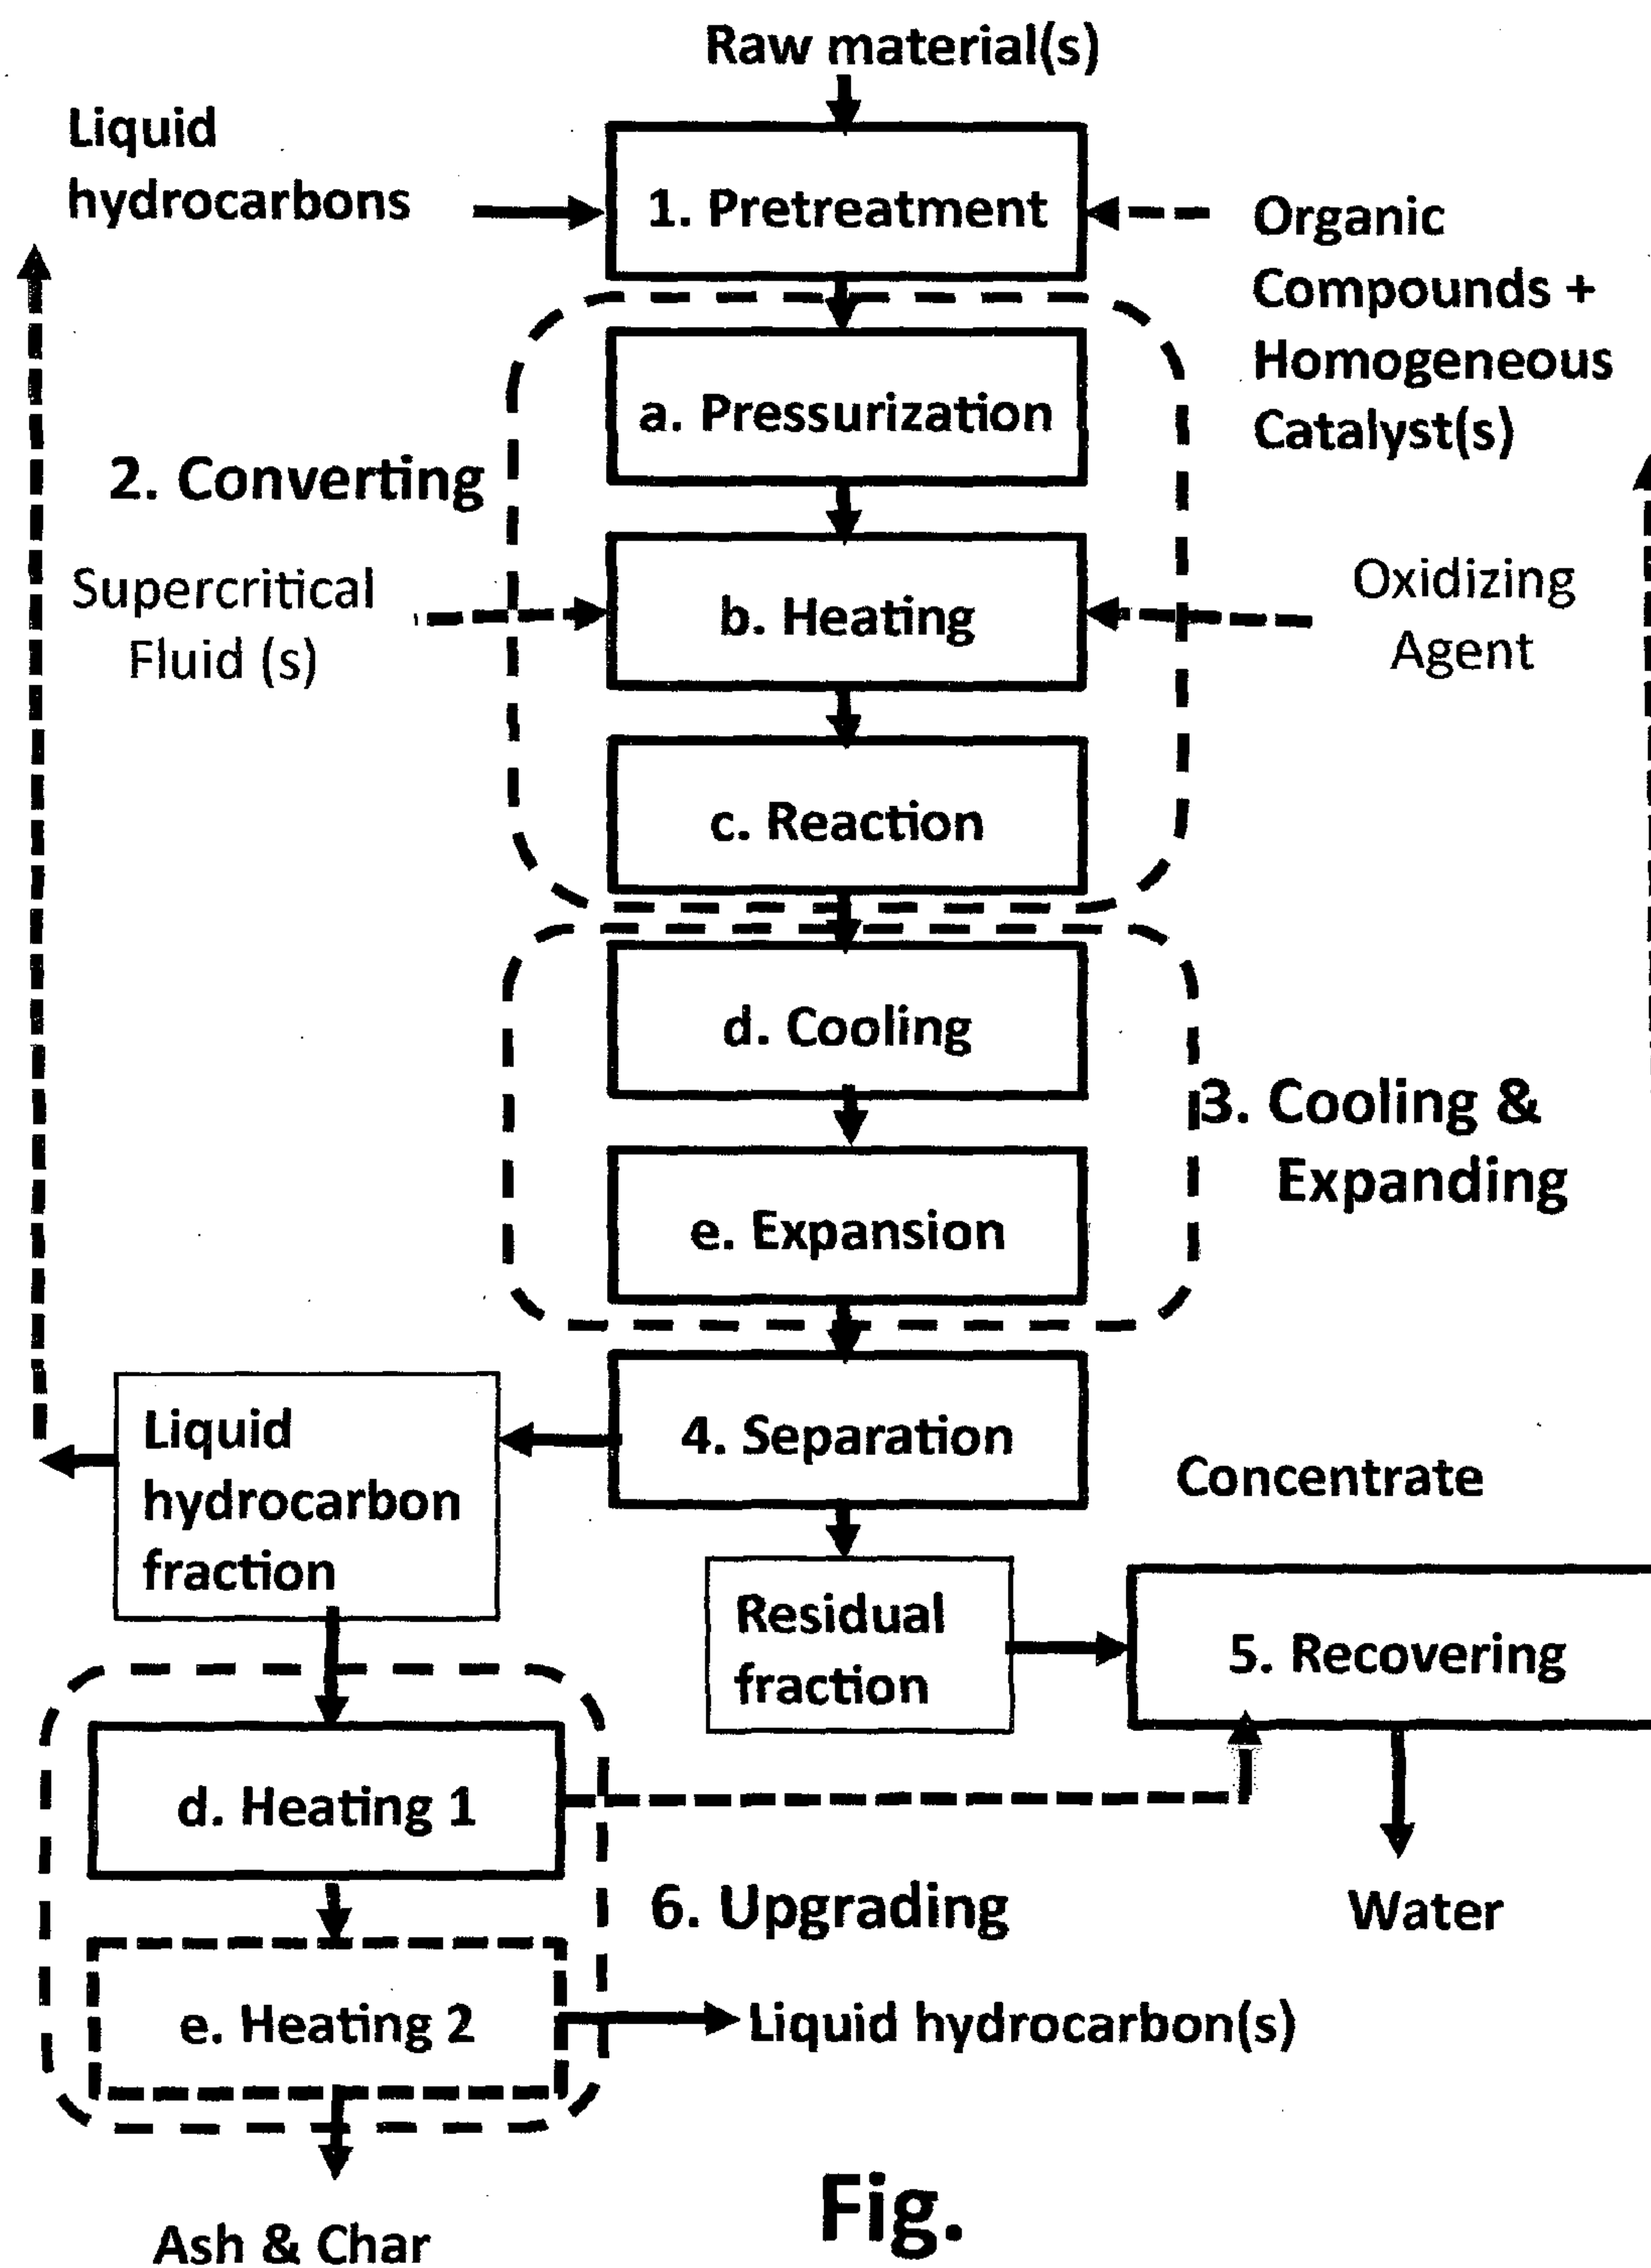 Raw material(s)
Liquid
hydrocarbons
1. Pretreatment
Organic
Compounds +
Homogeneous
Catalyst(s)
a. Pressurization
2. Converting
Supercritical
Fluid (s)
b. Heating
Oxidizing
Agent
c. Reaction
d. Cooling
3. Cooling &
Expanding
e. Expansion
Liquid
hydrocarbon
fraction
4. Separation
Concentrate
Residual
fraction
5. Recovering
d. Heating 1
6. Upgrading
Water
e. Heating 2
Liquid hydrocarbon(s)
Ash & Char
Fig.